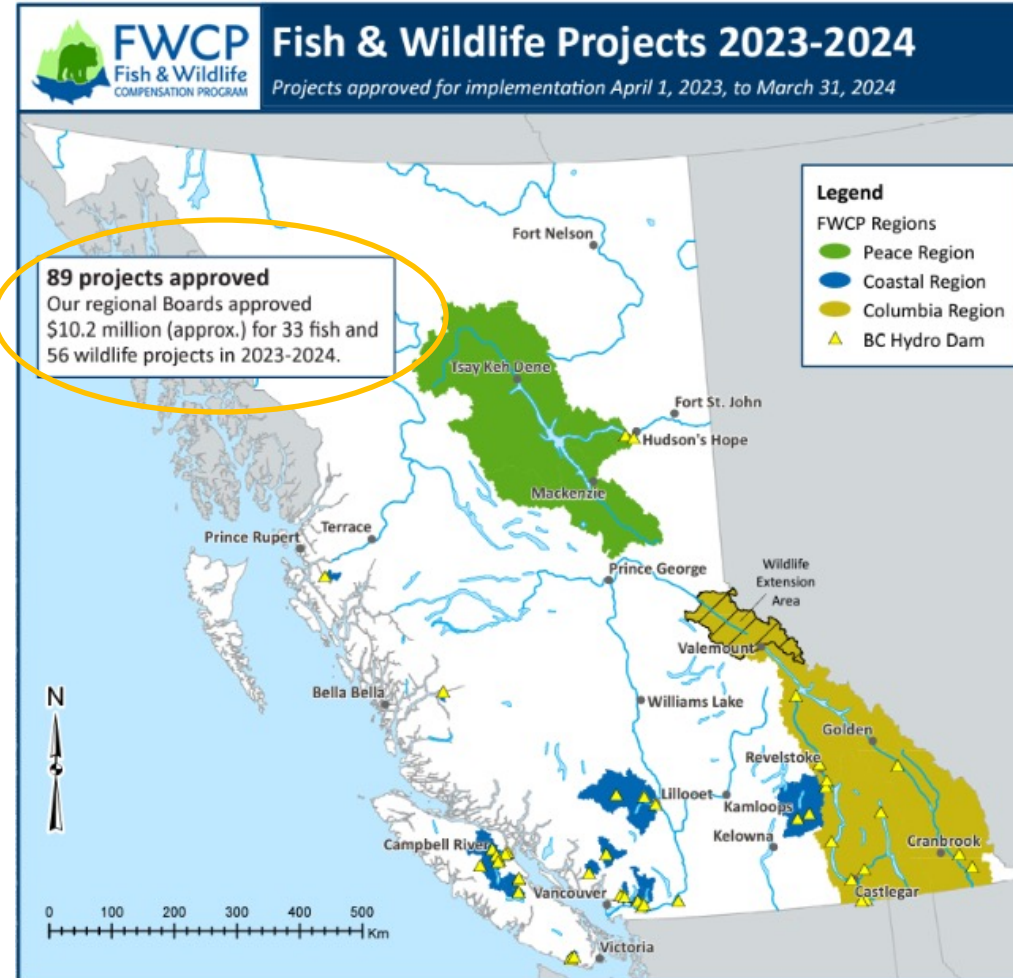 FWCP
Fish & Wildlife
COMPENSATION PROGRAM
Fish & Wildlife Projects 2023-2024
Projects approved for implementation April 1, 2023, to March 31, 2024
89 projects approved
Our regional Boards approved
$10.2 million (approx.) for 33 fish and
56 wildlife projects in 2023-2024.
Legend
FWCP Regions
Peace Region
Coastal Region
Columbia Region
BC Hydro Dam
Fort Nelson
Tsay Keh Dene
Fort St. John
Hudson's Hope
Mackenzie
Terrace
Prince Rupert
Prince George
Wildlife
Extension
Area
Valemount
Bella Bella
Williams Lake
Golden
Revelstoke
Lillooet
Kamloops
Kelowna
Campbell River
Cranbrook
Vancouver
Castlegar
Victoria
N
0 100 200 300 400 500
Km